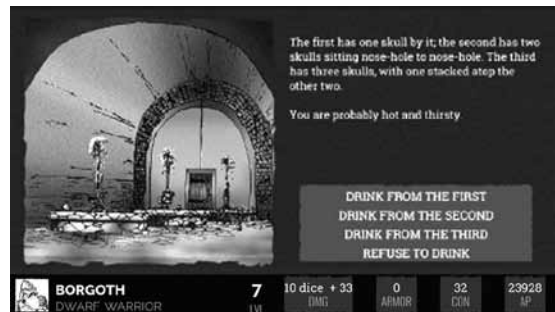 The first has one skull by it; the second has two
skulls sitting nose-hole to nose-hole. The third
has three skulls, with one stacked atop the
other two.
You are probably hot and thirsty
DRINK FROM THE FIRST
DRINK FROM THE SECOND
DRINK FROM THE THIRD
REFUSE TO DRINK
BORGOTH
DWARF WARRIOR
7
LVL
10 dice + 33
DMG
0
ARMOR
32
CON
23928
AP